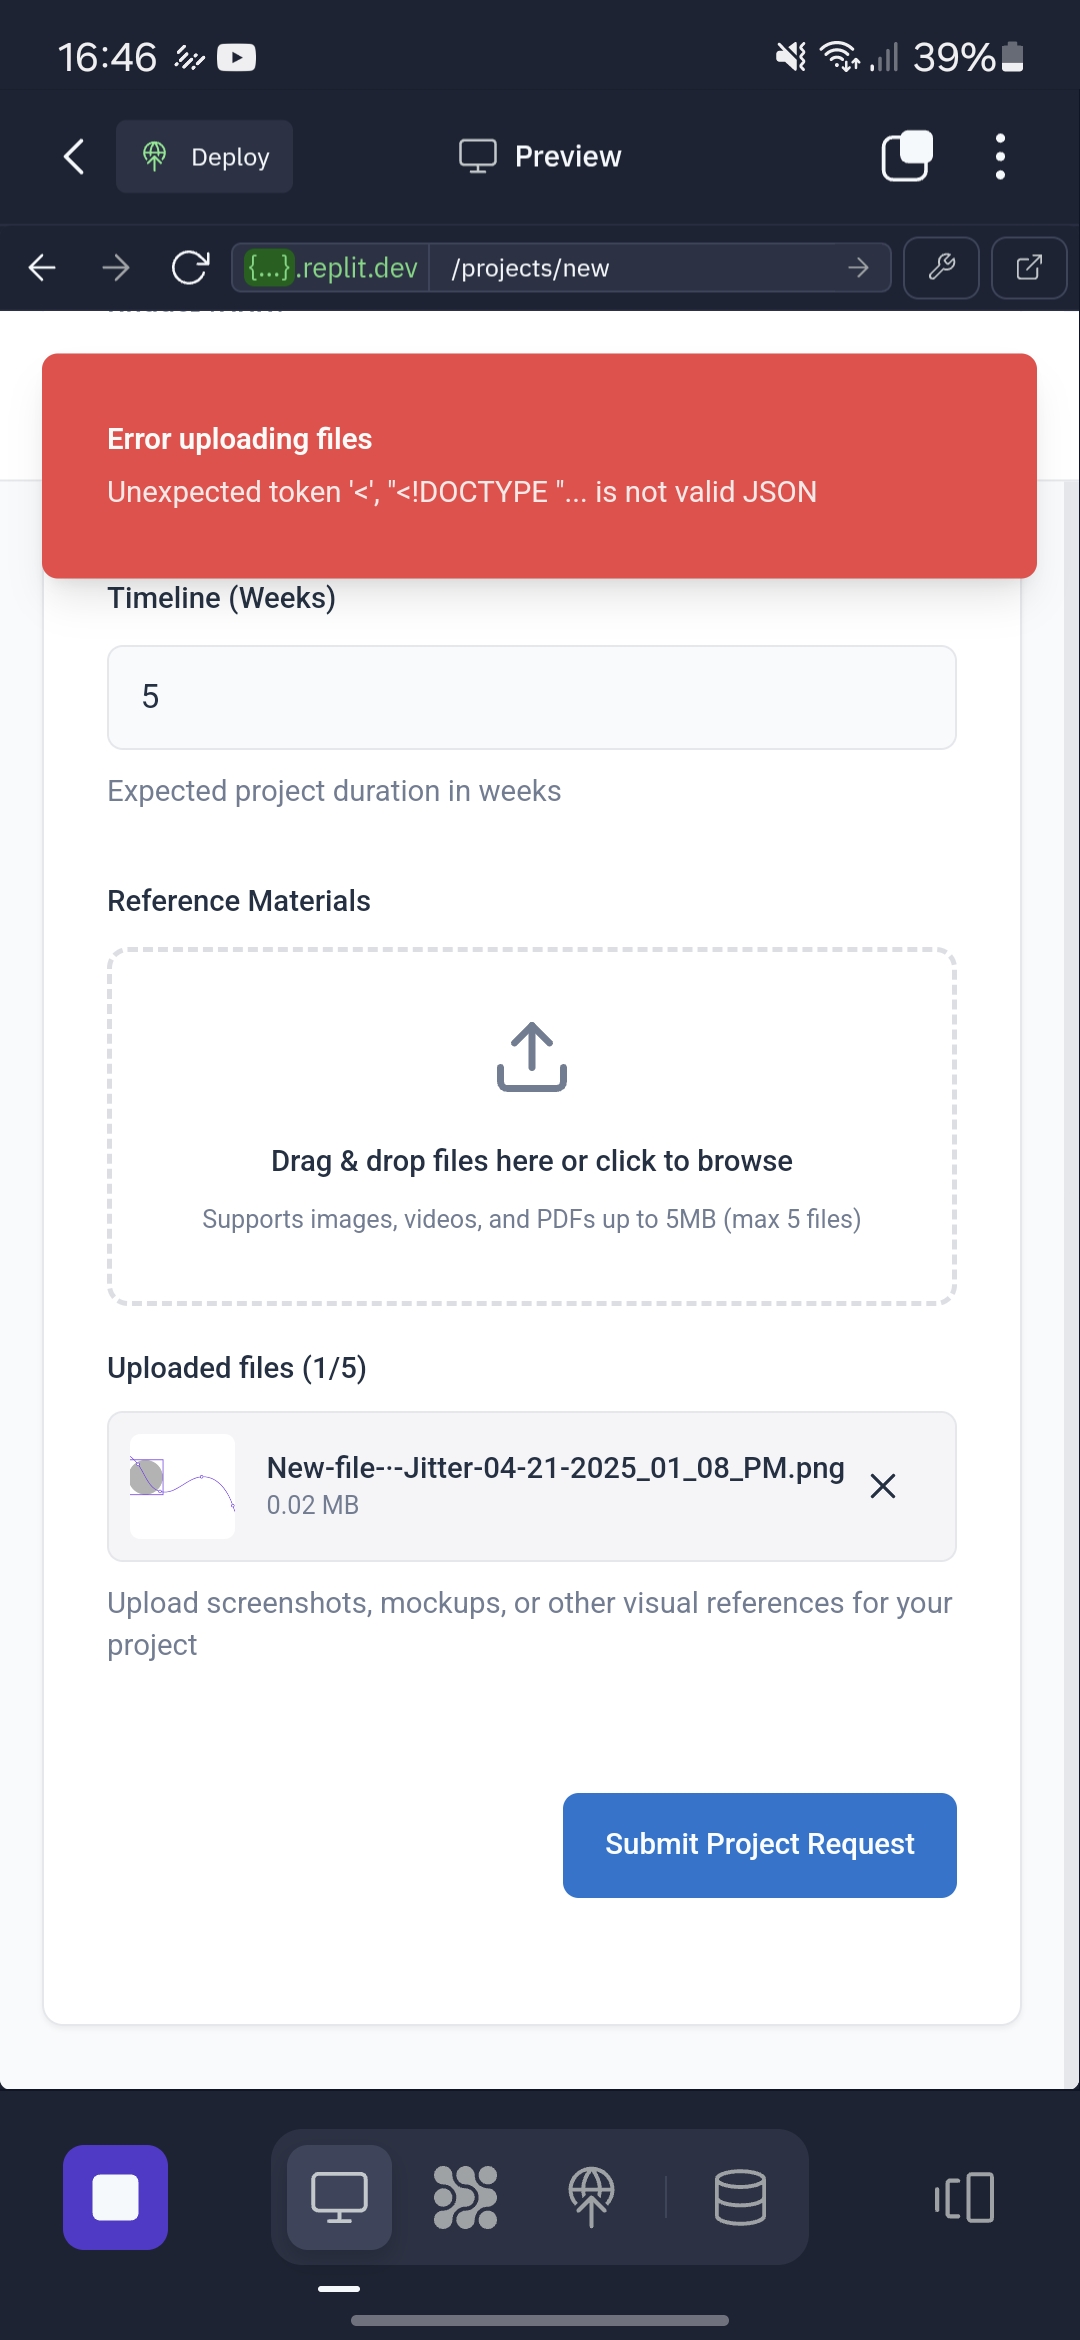 16:46
39%
Deploy
Preview
{...}.replit.dev
/projects/new
Error uploading files
Unexpected token '<', "<!DOCTYPE "... is not valid JSON
Timeline (Weeks)
5
Expected project duration in weeks
Reference Materials
Drag & drop files here or click to browse
Supports images, videos, and PDFs up to 5MB (max 5 files)
Uploaded files (1/5)
New-file-·-Jitter-04-21-2025_01_08_PM.png
0.02 MB
Upload screenshots, mockups, or other visual references for your
project
Submit Project Request